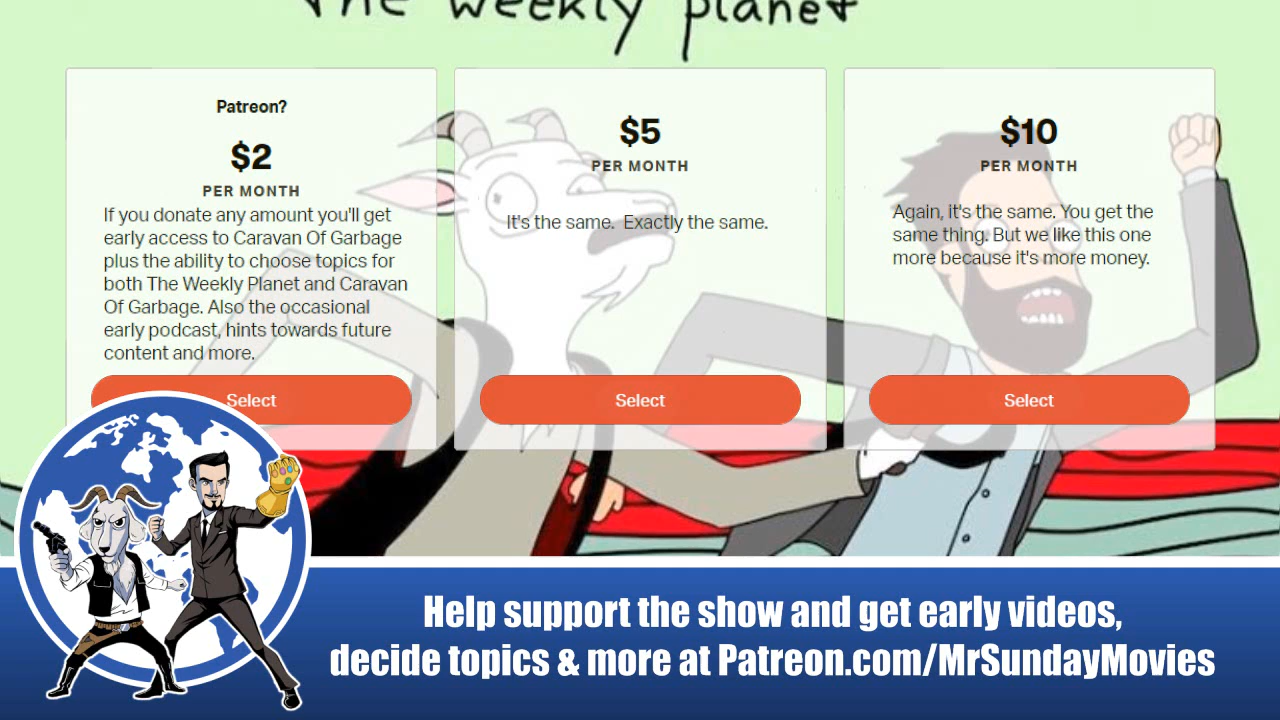 The weekly planet
Patreon?
$2
PER MONTH
If you donate any amount you'll get
early access to Caravan Of Garbage
plus the ability to choose topics for
both The Weekly Planet and Caravan
Of Garbage. Also the occasional
early podcast, hints towards future
content and more.
Select
$5
PER MONTH
It's the same.  Exactly the same.
Select
$10
PER MONTH
Again, it's the same. You get the
same thing. But we like this one
more because it's more money.
Select
Help support the show and get early videos,
decide topics & more at Patreon.com/MrSundayMovies